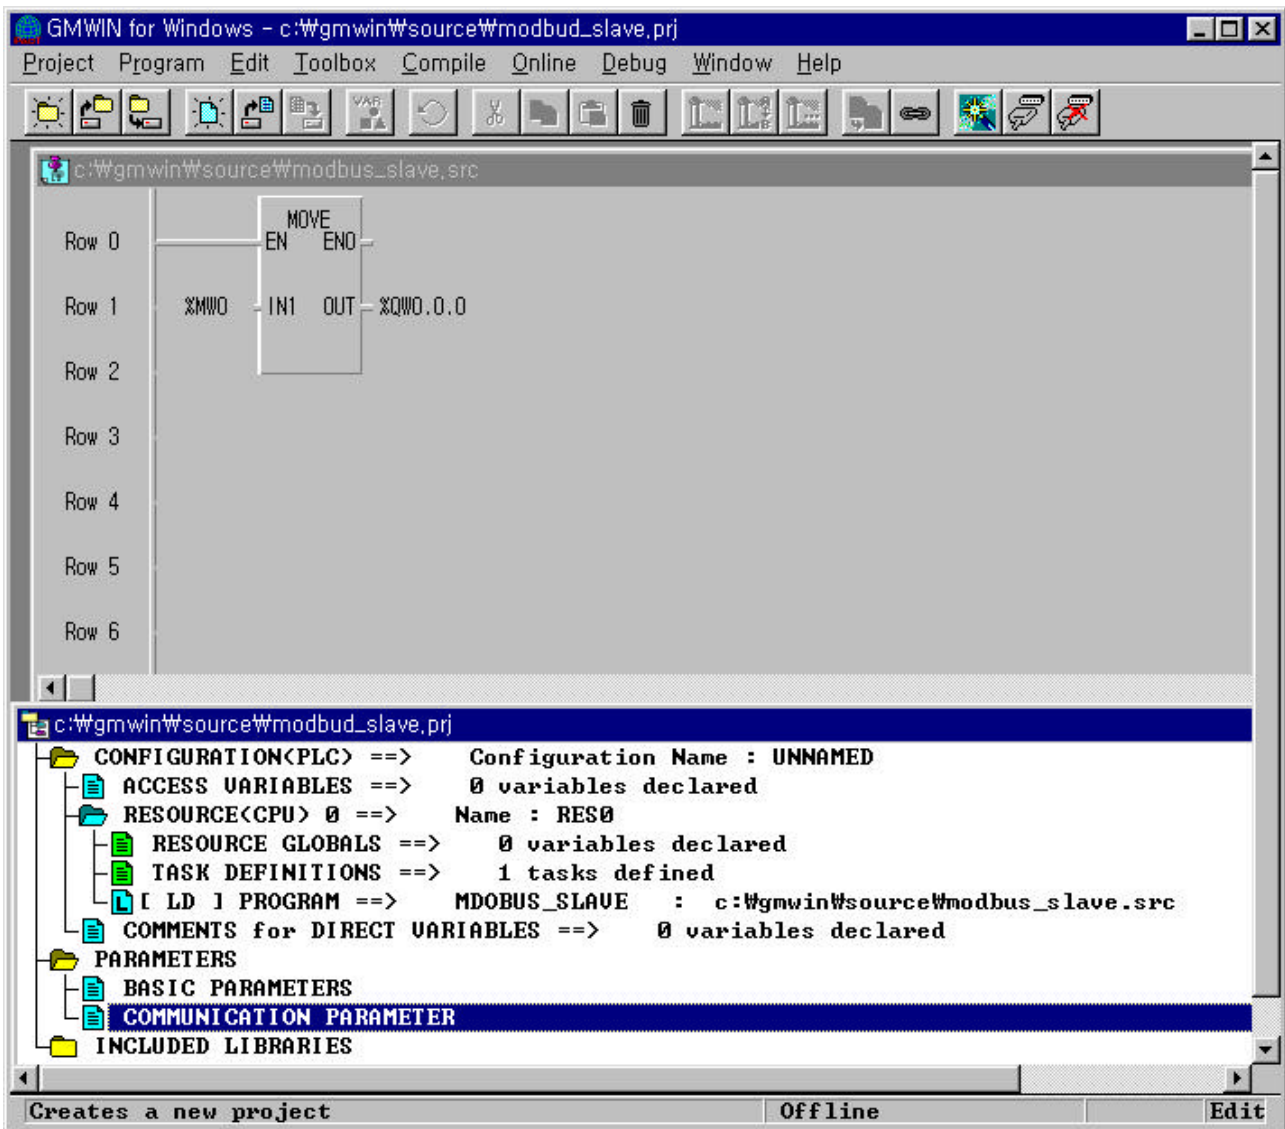 GMWIN for Windows - c:₩gmwin₩source₩modbud_slave,prj
Project Program Edit Toolbox Compile Online Debug Window Help
VAR
c:₩gmwin₩source₩modbus_slave,src
MOVE
Row 0 EN ENO
Row 1 %MW0 IN1 OUT %QW0.0.0
Row 2
Row 3
Row 4
Row 5
Row 6
c:₩gmwin₩source₩modbud_slave,prj
CONFIGURATION(PLC) ==> Configuration Name : UNNAMED
ACCESS VARIABLES ==> 0 variables declared
RESOURCE(CPU) 0 ==> Name : RES0
RESOURCE GLOBALS ==> 0 variables declared
TASK DEFINITIONS ==> 1 tasks defined
L [ LD ] PROGRAM ==> MDOBUS_SLAVE : c:₩gmwin₩source₩modbus_slave.src
COMMENTS for DIRECT VARIABLES ==> 0 variables declared
PARAMETERS
BASIC PARAMETERS
COMMUNICATION PARAMETER
INCLUDED LIBRARIES
Creates a new project Offline Edit